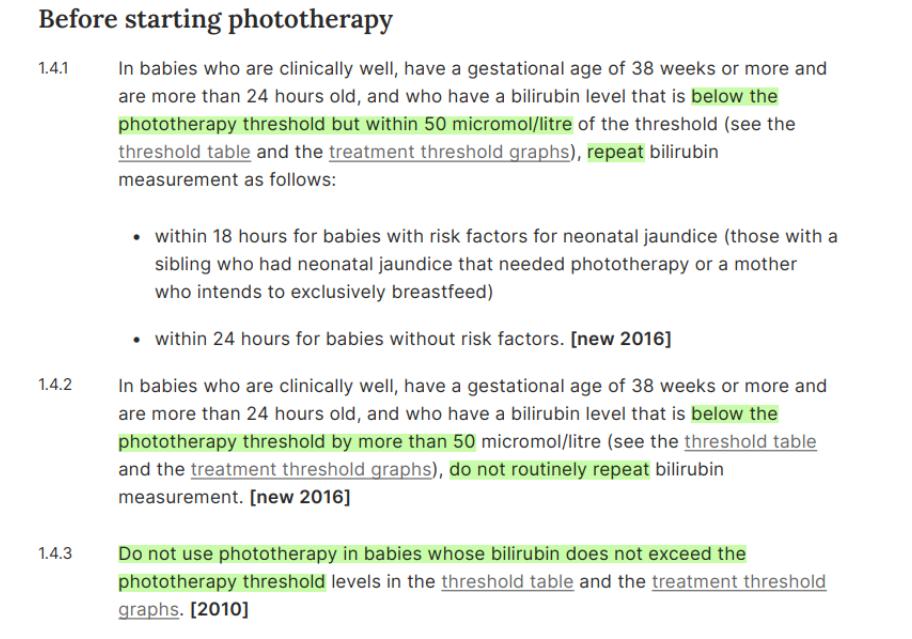 Before starting phototherapy
1.4.1 In babies who are clinically well, have a gestational age of 38 weeks or more and
are more than 24 hours old, and who have a bilirubin level that is below the
phototherapy threshold but within 50 micromol/litre of the threshold (see the
threshold table and the treatment threshold graphs), repeat bilirubin
measurement as follows:
• within 18 hours for babies with risk factors for neonatal jaundice (those with a
sibling who had neonatal jaundice that needed phototherapy or a mother
who intends to exclusively breastfeed)
• within 24 hours for babies without risk factors. [new 2016]
1.4.2 In babies who are clinically well, have a gestational age of 38 weeks or more and
are more than 24 hours old, and who have a bilirubin level that is below the
phototherapy threshold by more than 50 micromol/litre (see the threshold table
and the treatment threshold graphs), do not routinely repeat bilirubin
measurement. [new 2016]
1.4.3 Do not use phototherapy in babies whose bilirubin does not exceed the
phototherapy threshold levels in the threshold table and the treatment threshold
graphs. [2010]